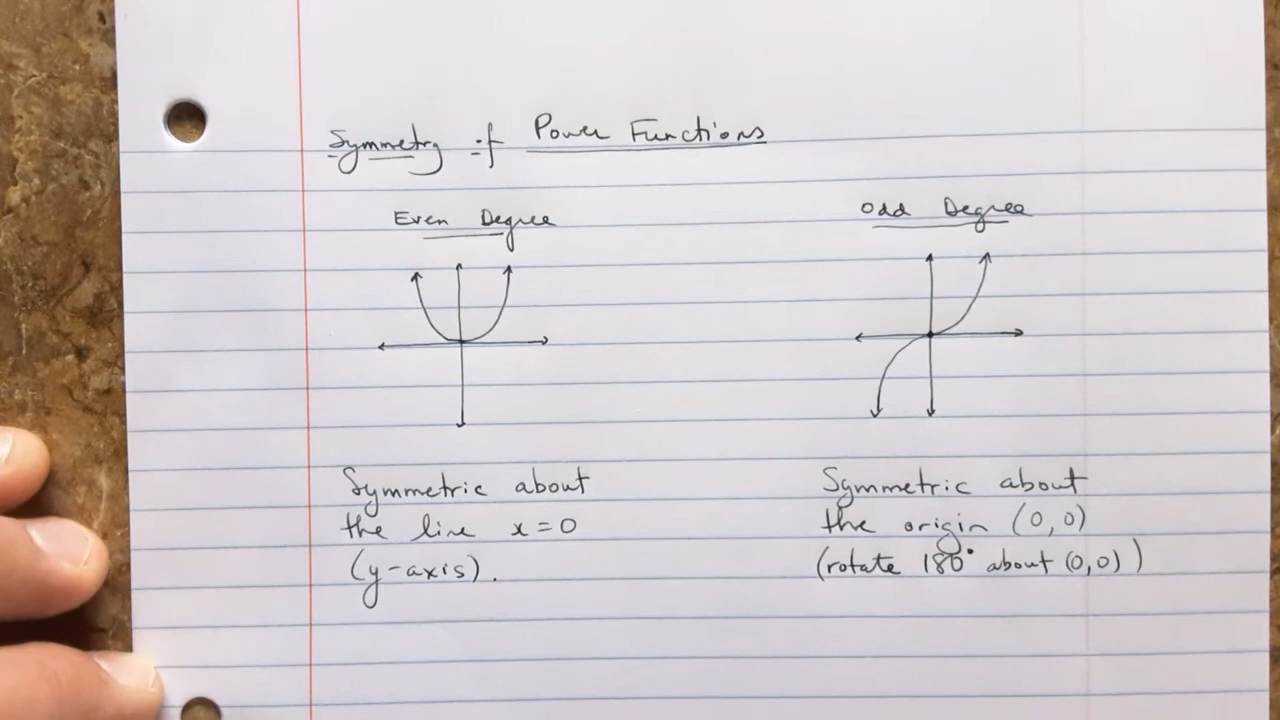 Symmetry of Power Functions
Even Degree
Symmetric about
the line x=0
(y-axis).
Odd Degree
Symmetric about
the origin (0,0)
(rotate 180° about (0,0))